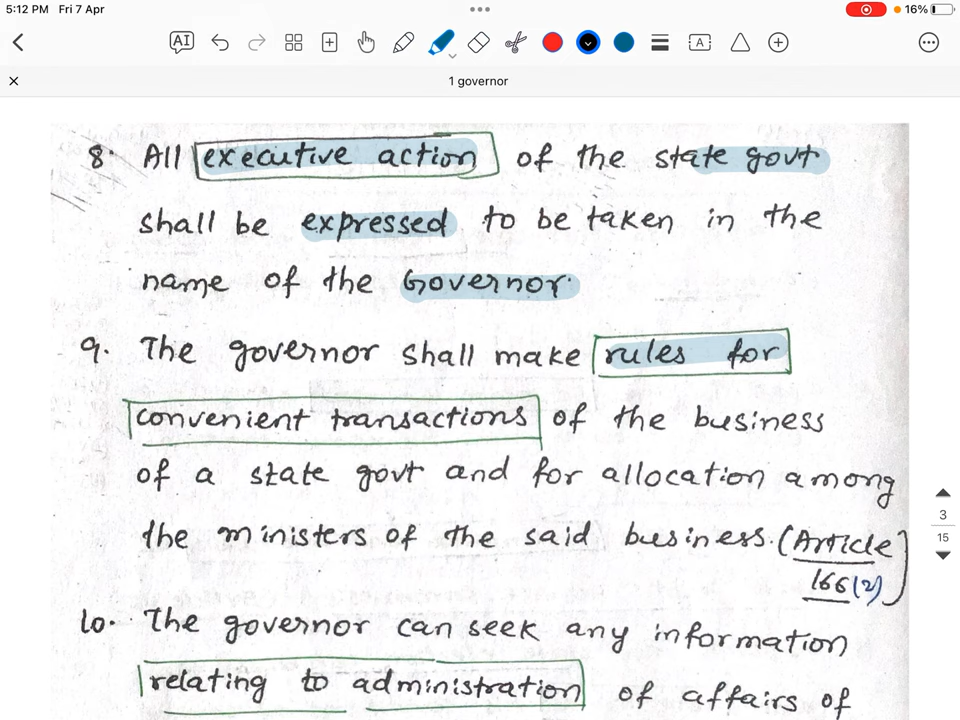 5:12 PM Fri 7 Apr
16%
AI
A
1 governor
8. All executive action of the state govt
shall be expressed to be taken in the
name of the Governor.
9. The governor shall make rules for
convenient transactions of the business
of a state govt and for allocation among
the ministers of the said business. (Article
166(2)
10. The governor can seek any information
relating to administration of affairs of
3
15